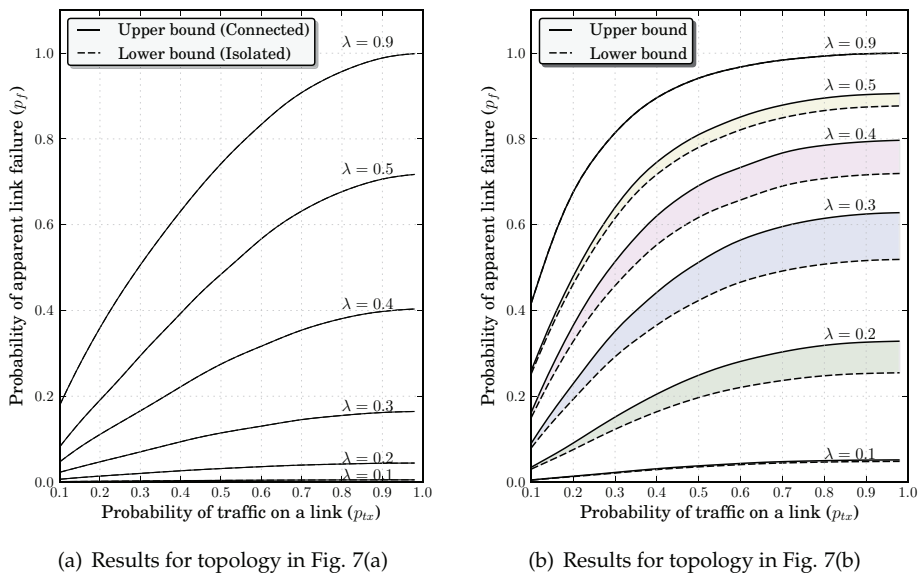 Upper bound (Connected)
Lower bound (Isolated)
λ = 0.9
λ = 0.5
λ = 0.4
λ = 0.3
λ = 0.2
λ = 0.1
1.0
0.8
0.6
0.4
0.2
0.0
0.1 0.2 0.3 0.4 0.5 0.6 0.7 0.8 0.9 1.0
Probability of apparent link failure (p_f)
Probability of traffic on a link (p_{tx})
(a) Results for topology in Fig. 7(a)
Upper bound
Lower bound
λ = 0.9
λ = 0.5
λ = 0.4
λ = 0.3
λ = 0.2
λ = 0.1
1.0
0.8
0.6
0.4
0.2
0.0
0.1 0.2 0.3 0.4 0.5 0.6 0.7 0.8 0.9 1.0
Probability of apparent link failure (p_f)
Probability of traffic on a link (p_{tx})
(b) Results for topology in Fig. 7(b)